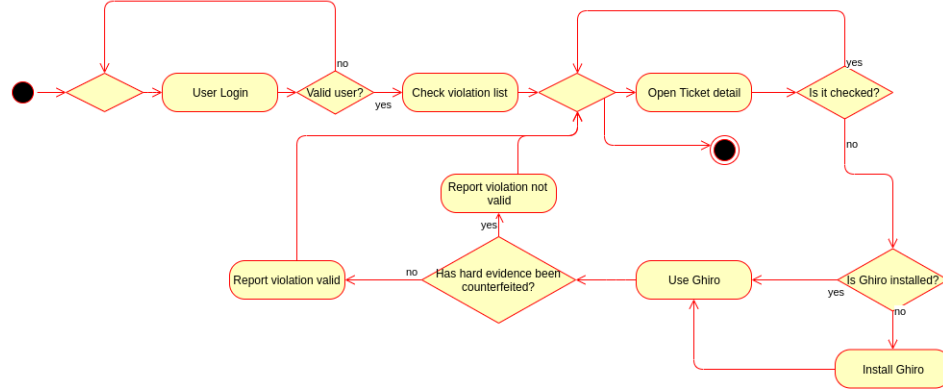 no
yes
User Login
Valid user?
Check violation list
Open Ticket detail
Is it checked?
yes
no
Report violation not
valid
yes
Report violation valid
no
Has hard evidence been
counterfeited?
Use Ghiro
Is Ghiro installed?
yes
no
Install Ghiro